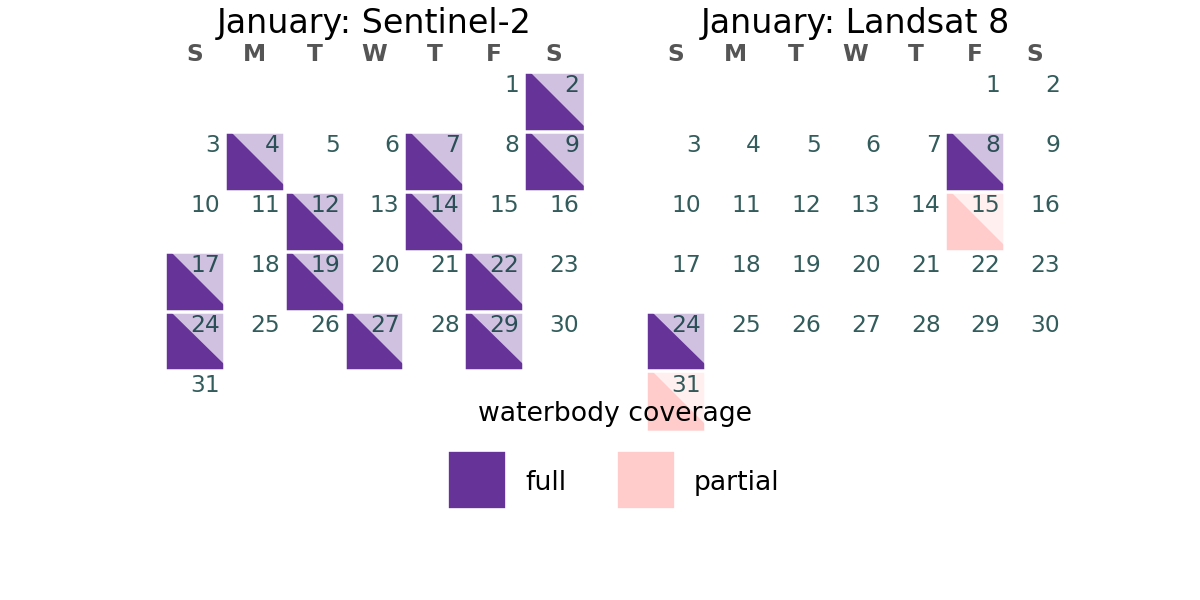 January: Sentinel-2
S M T W T F S
1 2
3 4 5 6 7 8 9
10 11 12 13 14 15 16
17 18 19 20 21 22 23
24 25 26 27 28 29 30
31
January: Landsat 8
S M T W T F S
1 2
3 4 5 6 7 8 9
10 11 12 13 14 15 16
17 18 19 20 21 22 23
24 25 26 27 28 29 30
31
waterbody coverage
full
partial